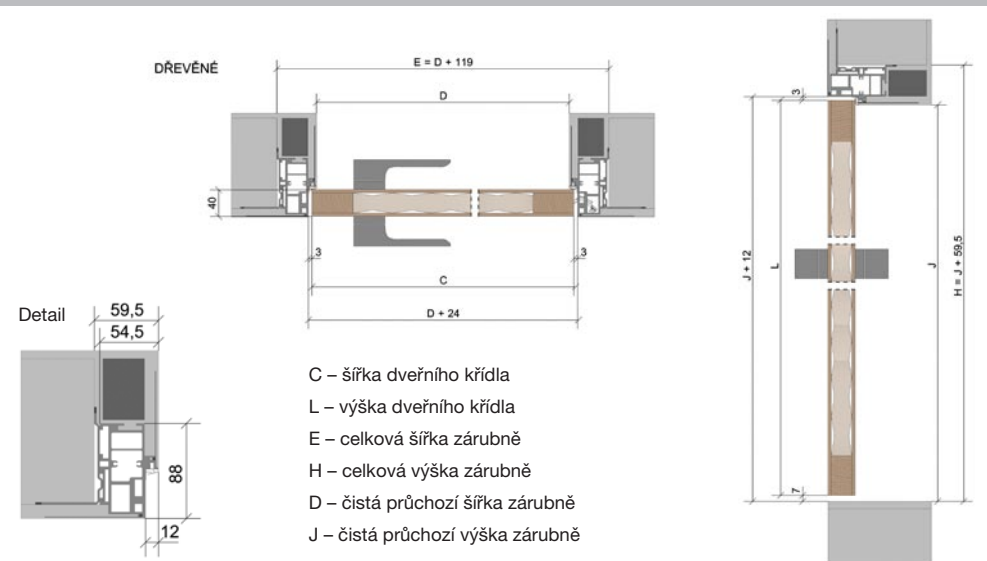 DŘEVĚNÉ
E = D + 119
D
40
3
3
C
D + 24
Detail
59,5
54,5
88
12
C – šířka dveřního křídla
L – výška dveřního křídla
E – celková šířka zárubně
H – celková výška zárubně
D – čistá průchozí šířka zárubně
J – čistá průchozí výška zárubně
3
J + 12
L
J
H = J + 59,5
7